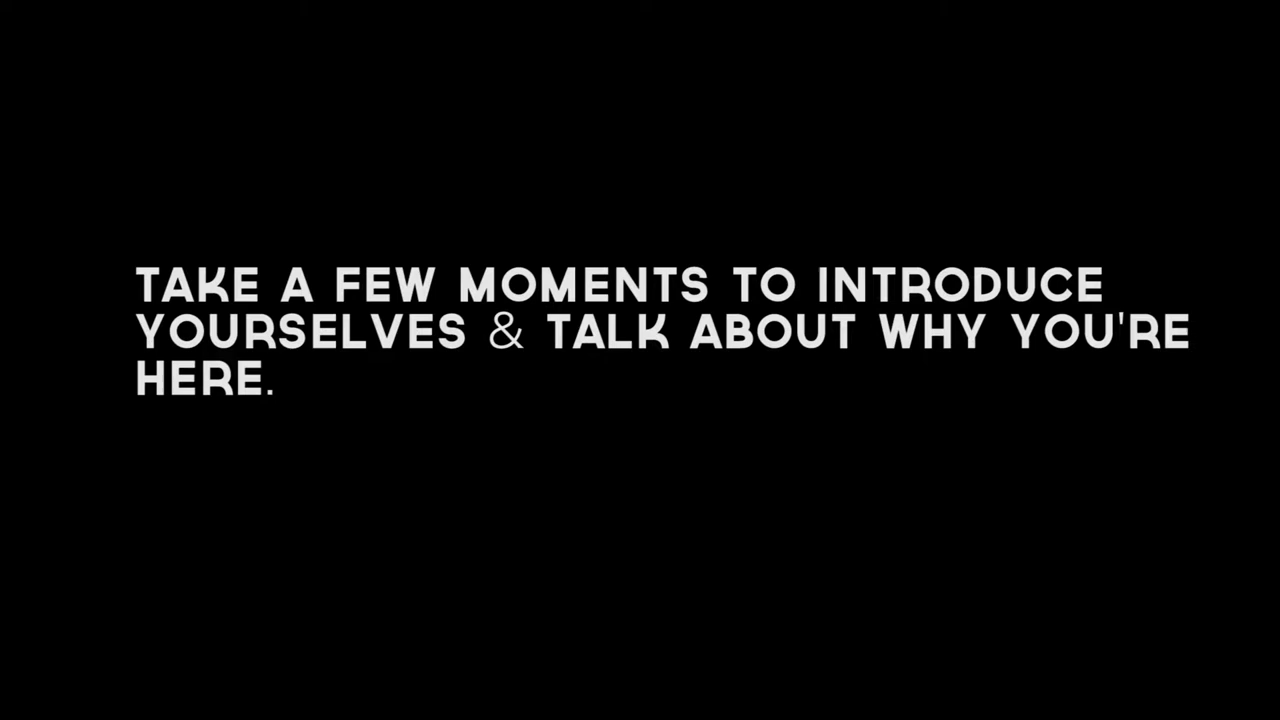 TAKE A FEW MOMENTS TO INTRODUCE
YOURSELVES & TALK ABOUT WHY YOU'RE
HERE.